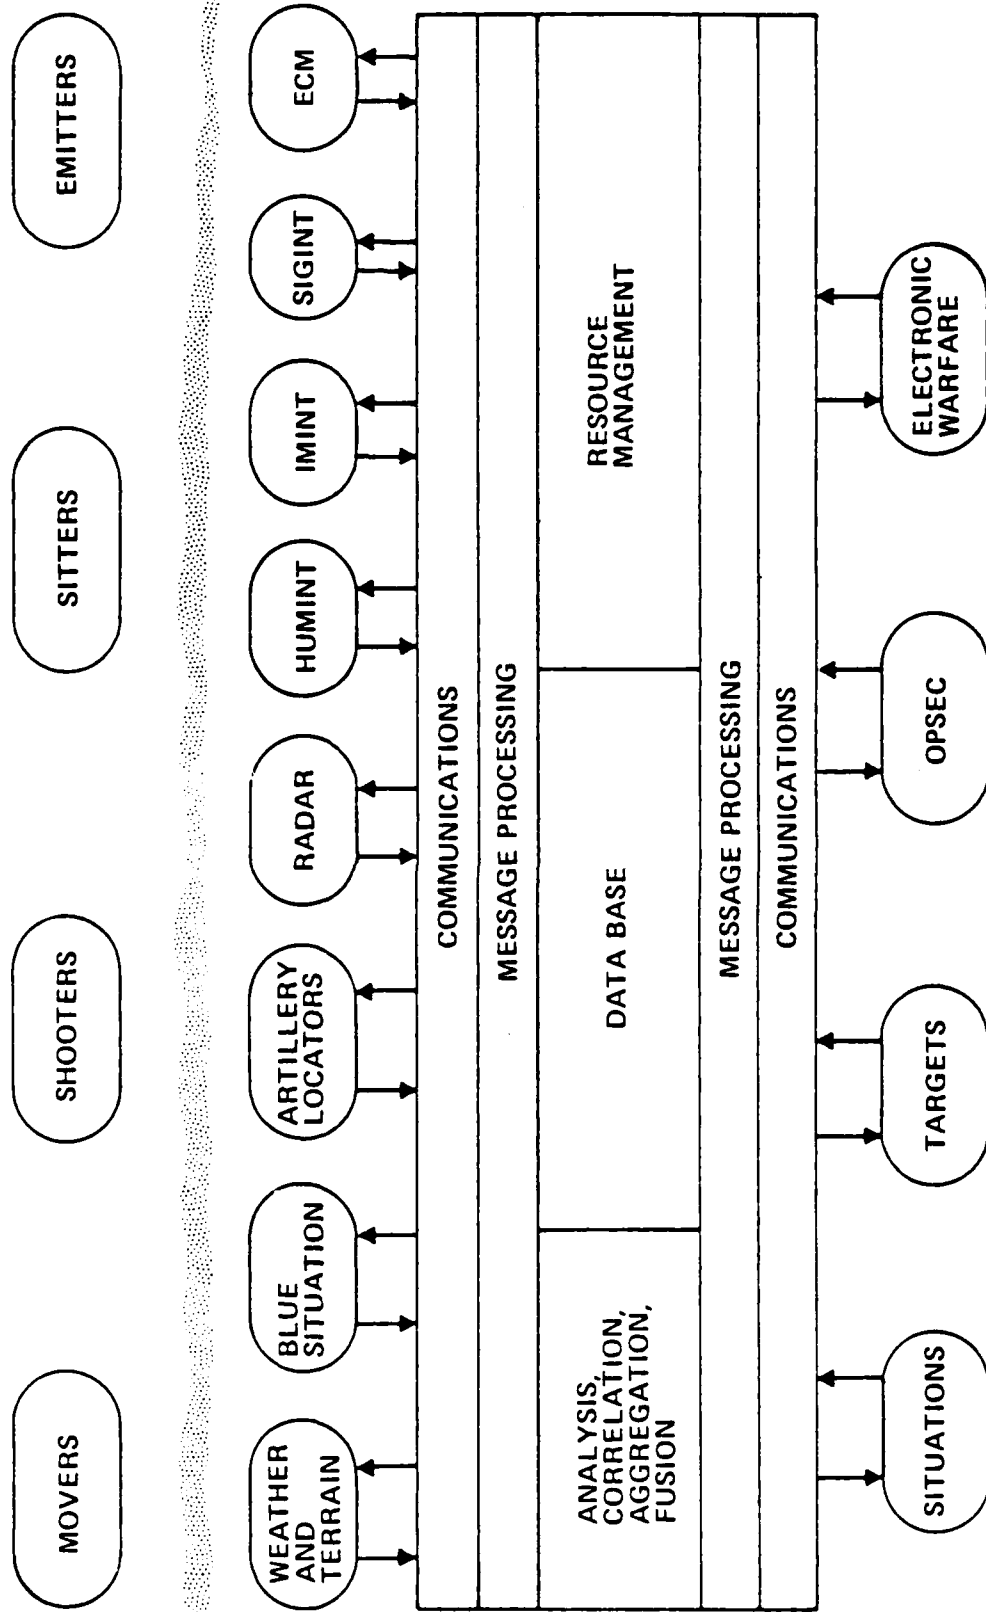 MOVERS
SHOOTERS
SITTERS
EMITTERS
WEATHER
AND
TERRAIN
BLUE
SITUATION
ARTILLERY
LOCATORS
RADAR
HUMINT
IMINT
SIGINT
ECM
COMMUNICATIONS
MESSAGE PROCESSING
ANALYSIS,
CORRELATION,
AGGREGATION,
FUSION
DATA BASE
RESOURCE
MANAGEMENT
MESSAGE PROCESSING
COMMUNICATIONS
SITUATIONS
TARGETS
OPSEC
ELECTRONIC
WARFARE